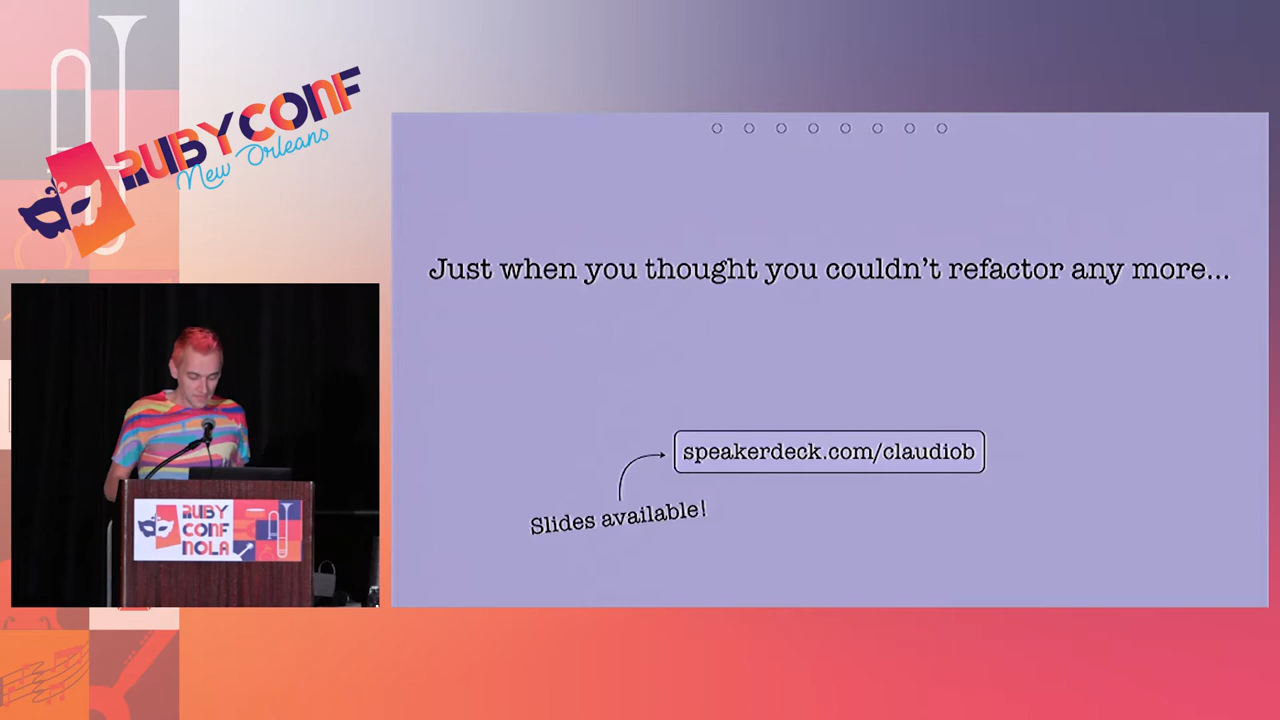 RUBYCONF
New Orleans
Just when you thought you couldn't refactor any more...
speakerdeck.com/claudiob
Slides available!
RUBY
CONF
NOLA